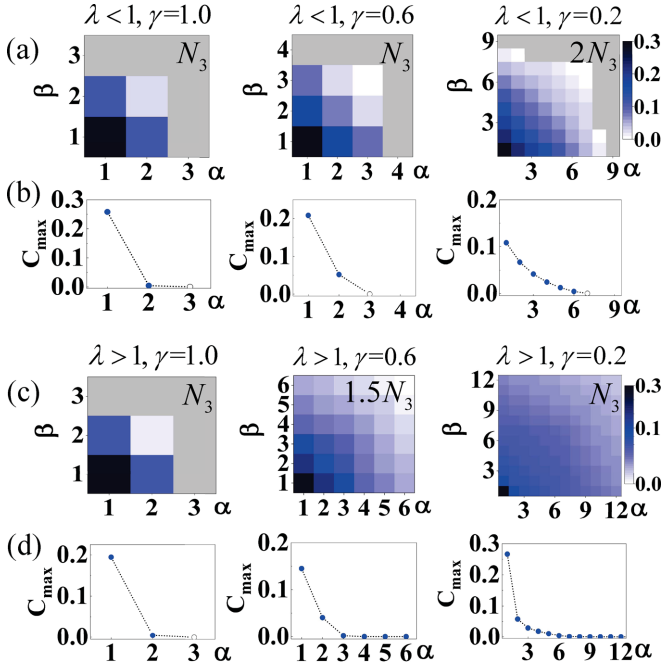 λ < 1, γ=1.0 λ < 1, γ=0.6 λ < 1, γ=0.2
(a)
3 2 1 β N₃ 1 2 3 α
4 3 2 1 β N₃ 1 2 3 4 α
9 6 3 β 2N₃ 3 6 9 α
0.3 0.2 0.1 0.0
(b)
0.3 0.2 0.1 0.0 Cmax 1 2 3 α
0.2 0.1 0.0 Cmax 1 2 3 4 α
0.2 0.1 0.0 Cmax 3 6 9 α
λ > 1, γ=1.0 λ > 1, γ=0.6 λ > 1, γ=0.2
(c)
3 2 1 β N₃ 1 2 3 α
6 5 4 3 2 1 β 1.5N₃ 1 2 3 4 5 6 α
12 9 6 3 β N₃ 3 6 9 12 α
0.3 0.2 0.1 0.0
(d)
0.2 0.1 0.0 Cmax 1 2 3 α
0.2 0.1 0.0 Cmax 1 2 3 4 5 6 α
0.3 0.2 0.1 0.0 Cmax 3 6 9 12 α